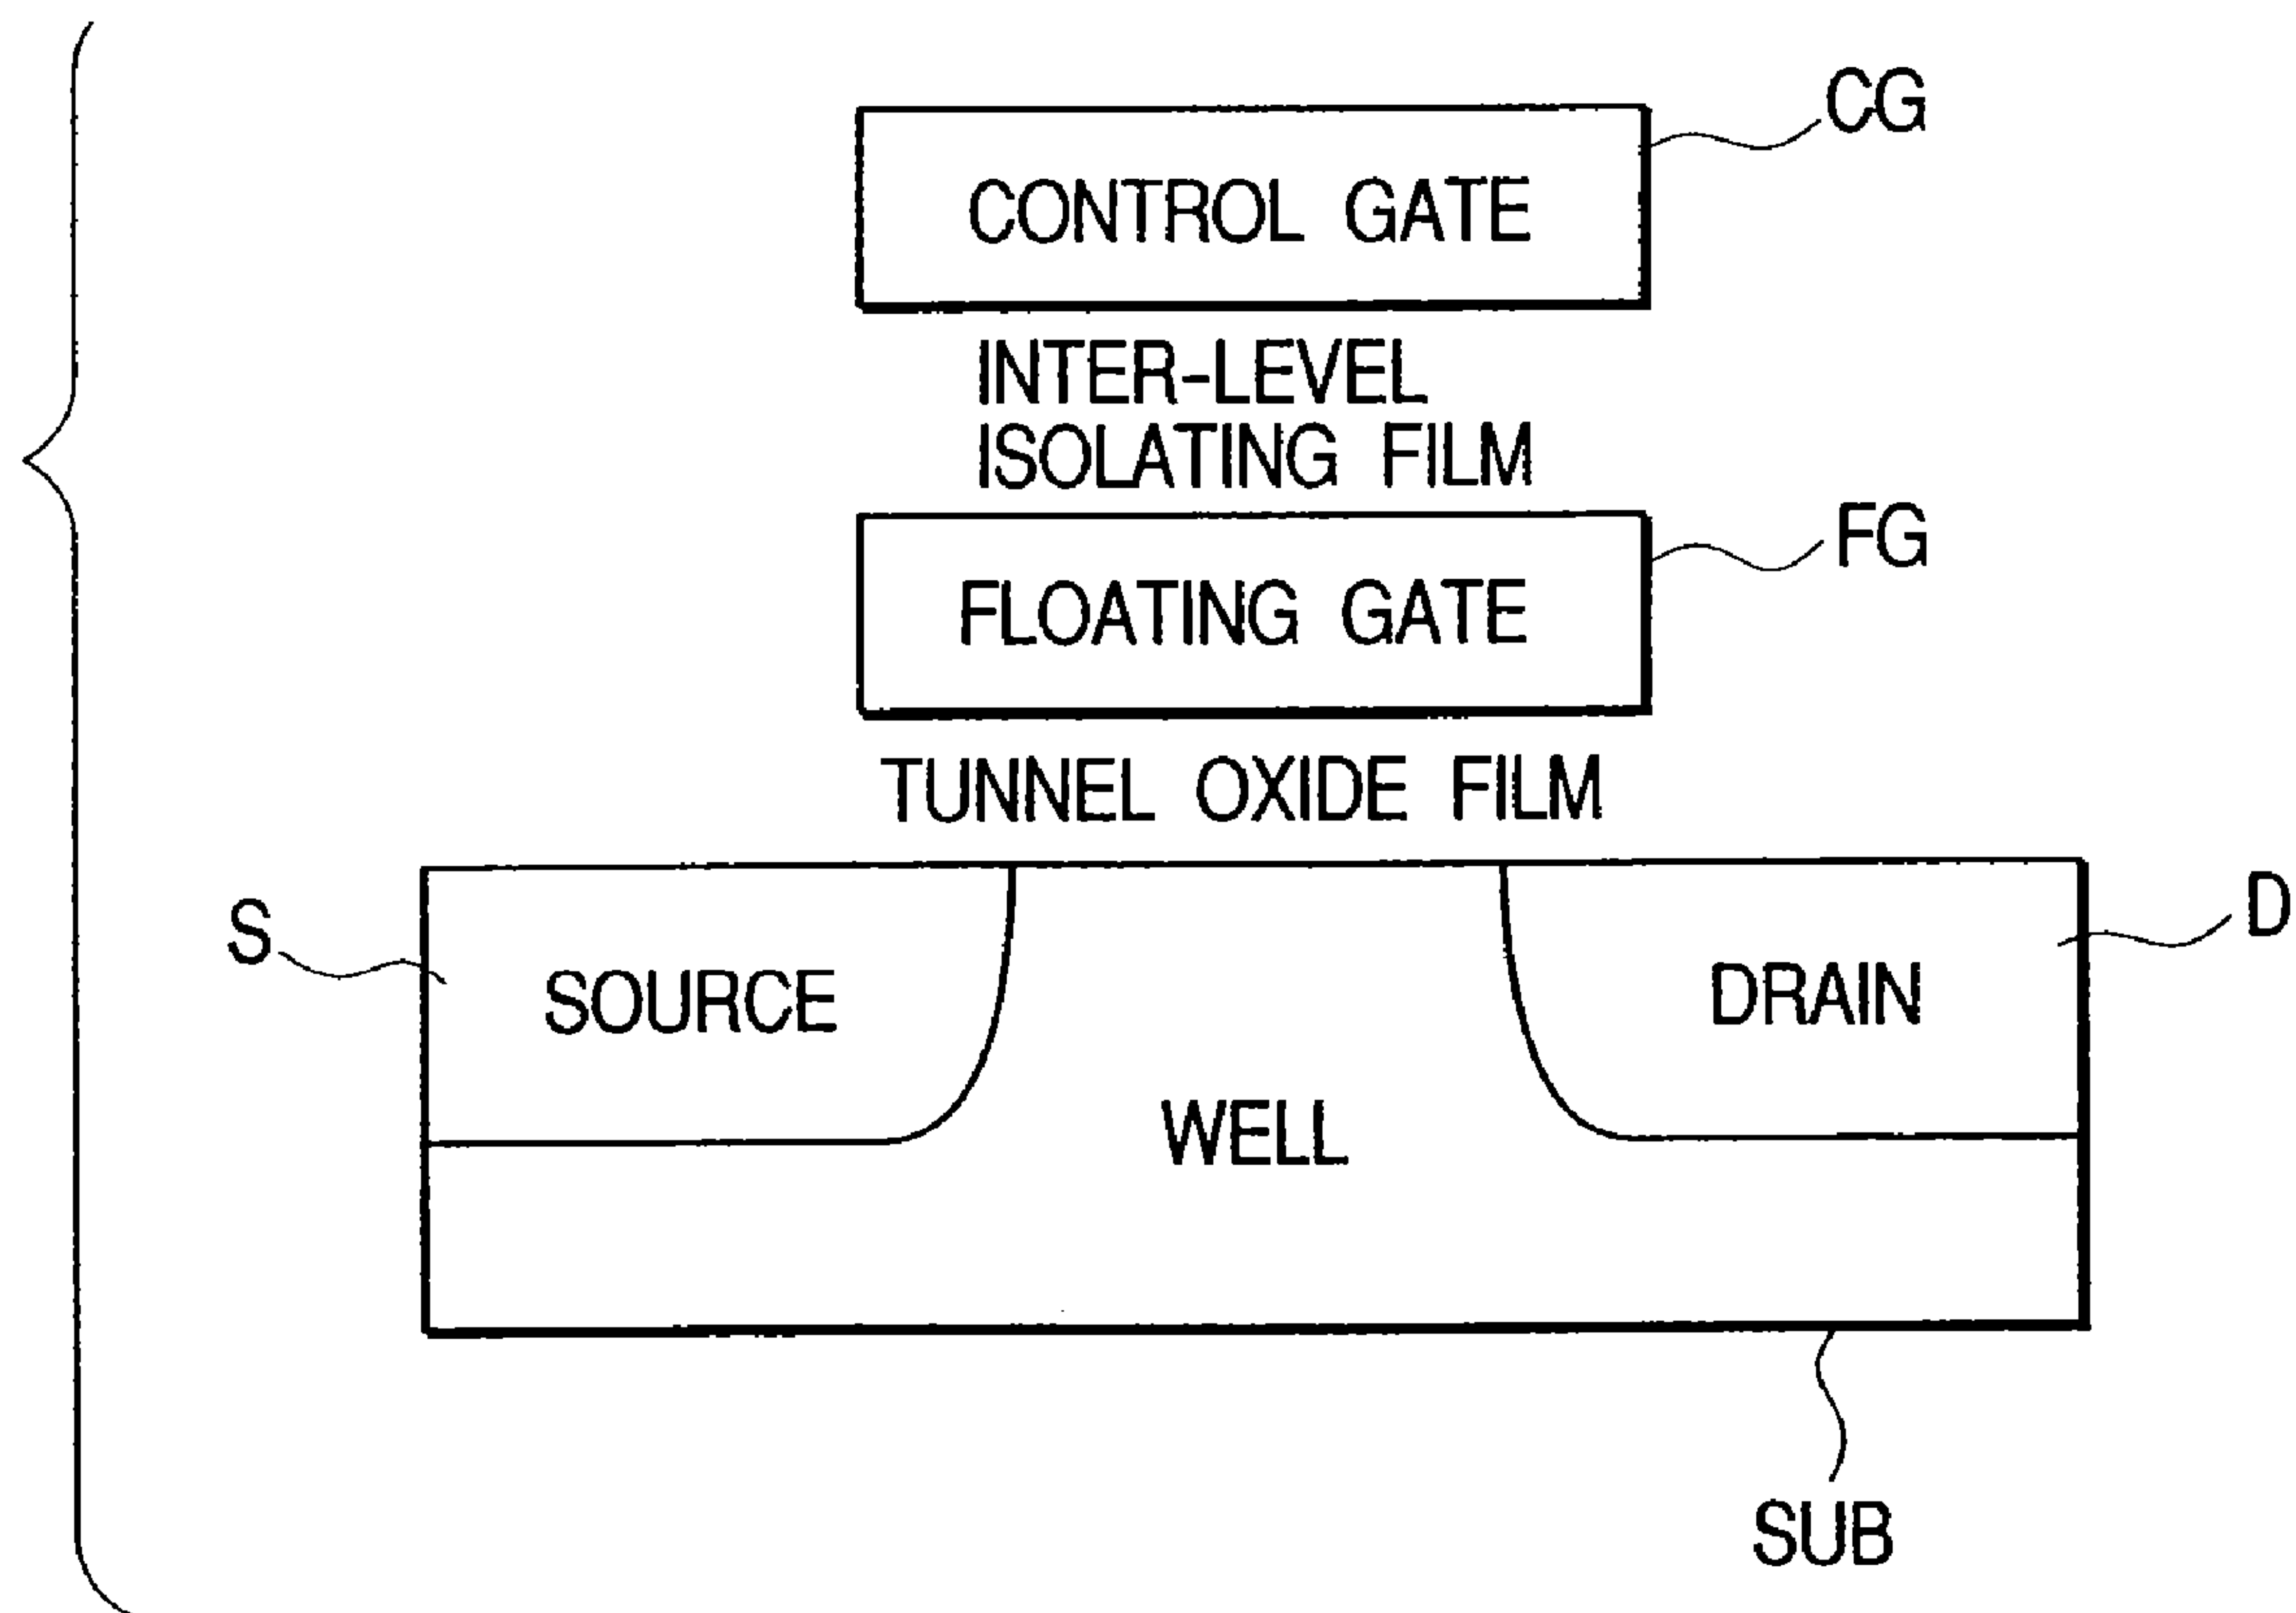 CG
CONTROL GATE
INTER-LEVEL
ISOLATING FILM
FG
FLOATING GATE
TUNNEL OXIDE FILM
S
SOURCE
DRAIN
D
WELL
SUB